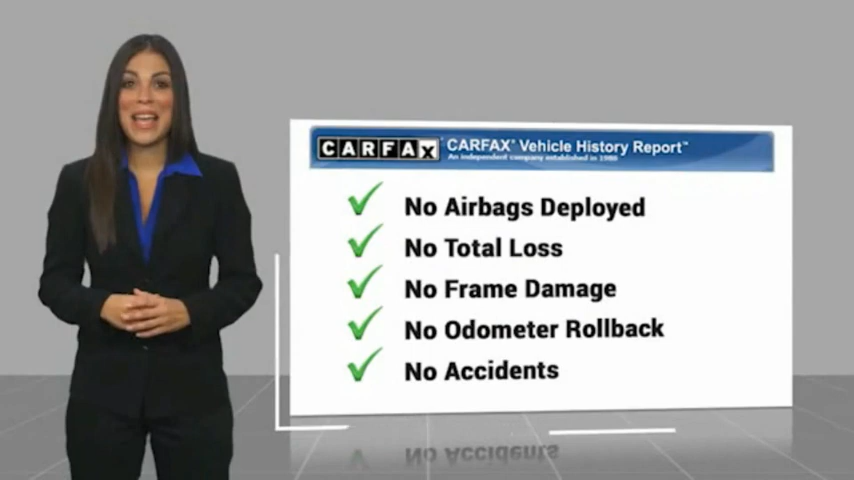 CARFAX CARFAX® Vehicle History Report™
An independent company established in 1986
No Airbags Deployed
No Total Loss
No Frame Damage
No Odometer Rollback
No Accidents
No Accidents